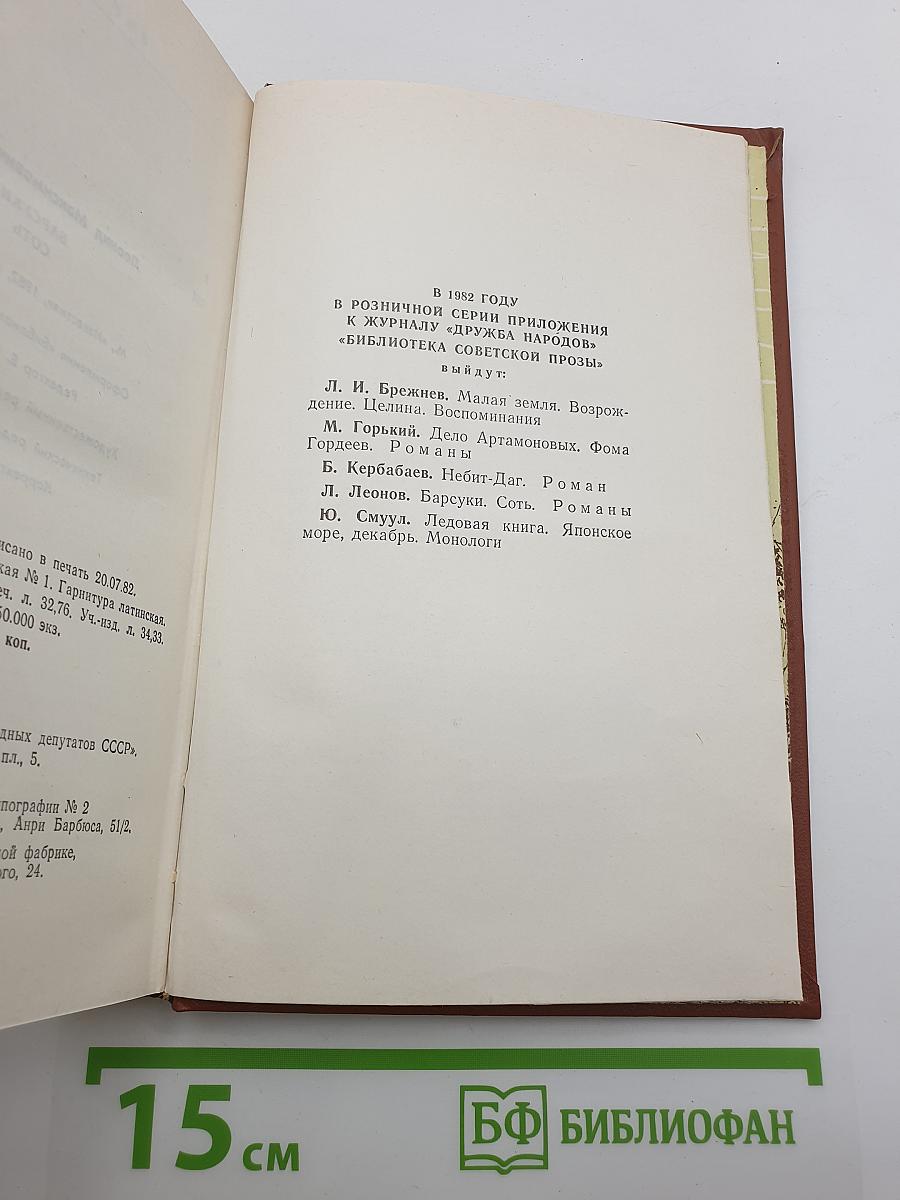 исано в печать 20.07.82.
кая № 1. Гарнитура латинская.
еч. л. 32,76. Уч.-изд. л. 34,33.
50.000 экз.
коп.
дных депутатов СССР».
пл., 5.
пографии № 2
, Анри Барбюса, 51/2.
ой фабрике,
ого, 24.
В 1982 ГОДУ
В РОЗНИЧНОЙ СЕРИИ ПРИЛОЖЕНИЯ
К ЖУРНАЛУ «ДРУЖБА НАРОДОВ»
«БИБЛИОТЕКА СОВЕТСКОЙ ПРОЗЫ»
выйдут:
Л. И. Брежнев. Малая земля. Возрож-
дение. Целина. Воспоминания
М. Горький. Дело Артамоновых. Фома
Гордеев. Романы
Б. Кербабаев. Небит-Даг. Роман
Л. Леонов. Барсуки. Соть. Романы
Ю. Смуул. Ледовая книга. Японское
море, декабрь. Монологи
15 см
БФ БИБЛИОФАН